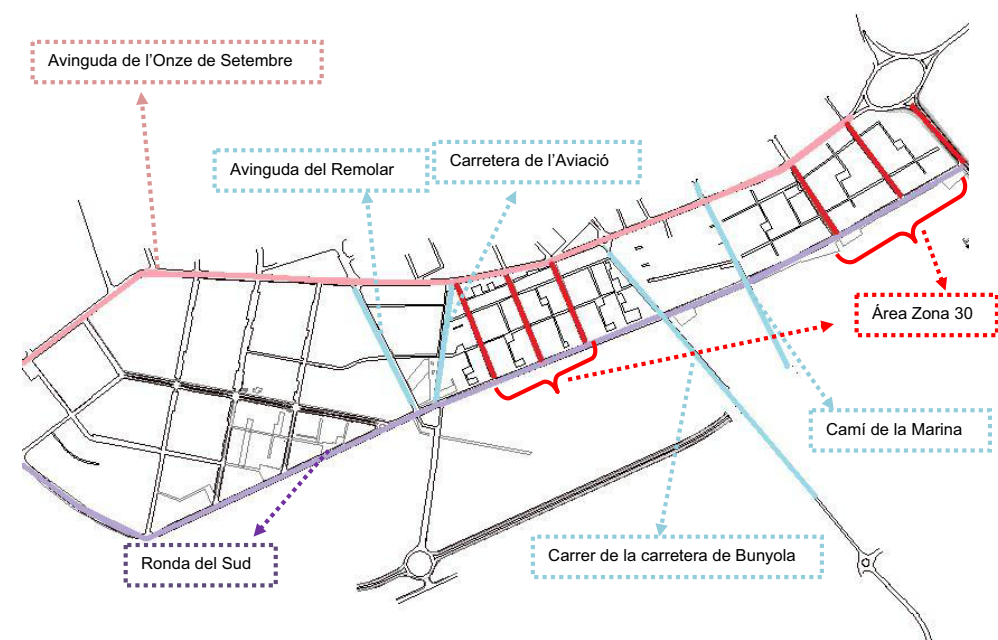 Avinguda de l’Onze de Setembre
Avinguda del Remolar
Carretera de l’Aviació
Área Zona 30
Camí de la Marina
Ronda del Sud
Carrer de la carretera de Bunyola